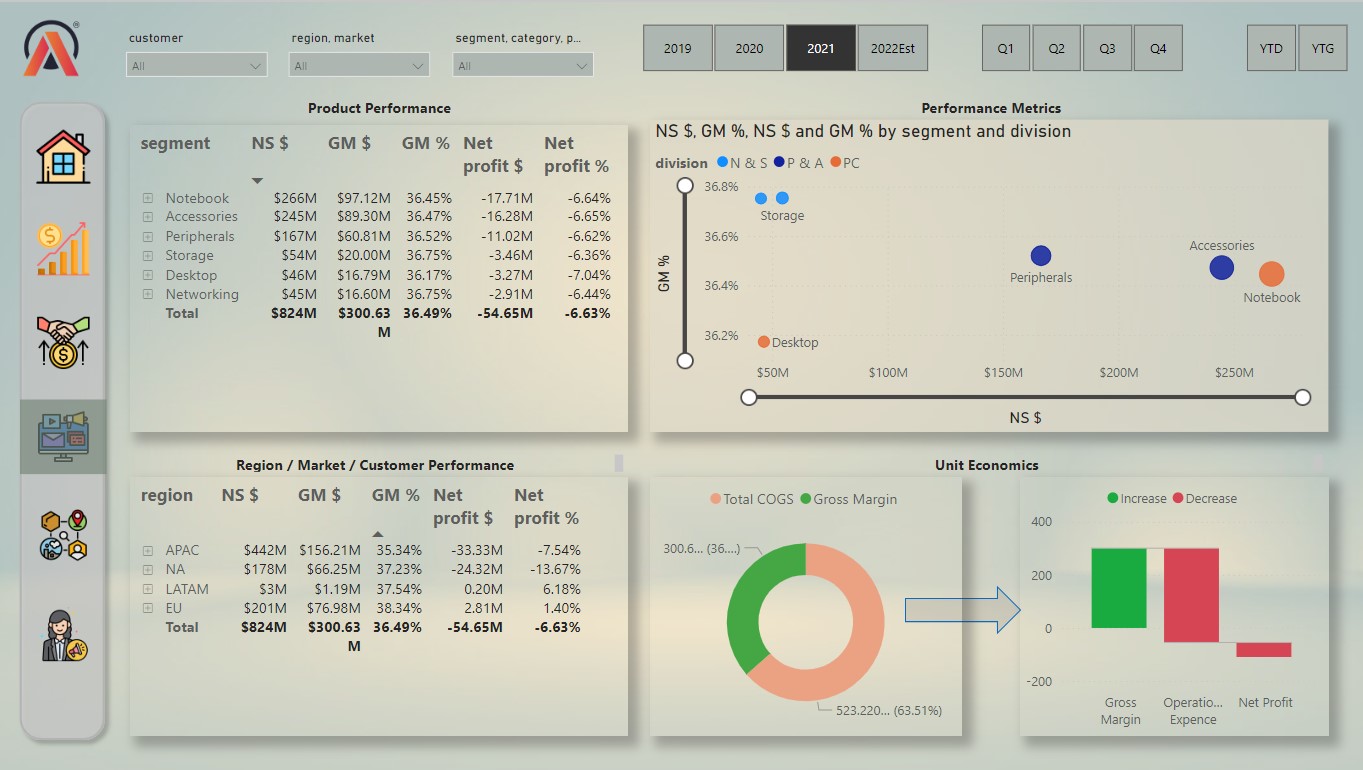 customer
region, market
segment, category, p...
All
All
All
2019
2020
2021
2022Est
Q1
Q2
Q3
Q4
YTD
YTG
Product Performance
segment NS $ GM $ GM % Net profit $ Net profit %
Notebook $266M $97.12M 36.45% -17.71M -6.64%
Accessories $245M $89.30M 36.47% -16.28M -6.65%
Peripherals $167M $60.81M 36.52% -11.02M -6.62%
Storage $54M $20.00M 36.75% -3.46M -6.36%
Desktop $46M $16.79M 36.17% -3.27M -7.04%
Networking $45M $16.60M 36.75% -2.91M -6.44%
Total $824M $300.63 M 36.49% -54.65M -6.63%
Performance Metrics
NS $, GM %, NS $ and GM % by segment and division
division N & S P & A PC
36.8%
36.6%
36.4%
36.2%
GM %
Storage
Peripherals
Accessories
Notebook
Desktop
$50M $100M $150M $200M $250M
NS $
Region / Market / Customer Performance
region NS $ GM $ GM % Net profit $ Net profit %
APAC $442M $156.21M 35.34% -33.33M -7.54%
NA $178M $66.25M 37.23% -24.32M -13.67%
LATAM $3M $1.19M 37.54% 0.20M 6.18%
EU $201M $76.98M 38.34% 2.81M 1.40%
Total $824M $300.63 M 36.49% -54.65M -6.63%
Unit Economics
Total COGS Gross Margin
300.6... (36....)
523.220... (63.51%)
Increase Decrease
400
200
0
-200
Gross Margin
Operatio... Expence
Net Profit